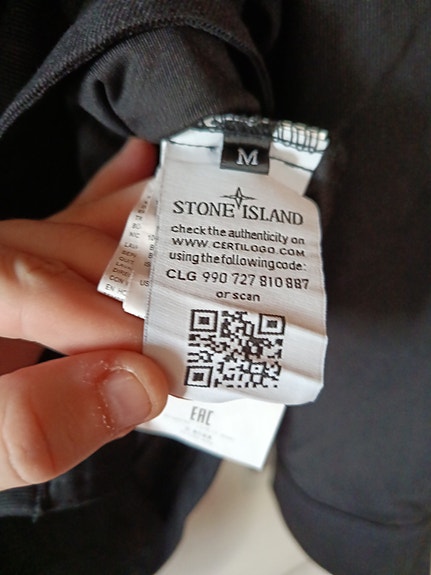 M
STONE ISLAND
check the authenticity on
WWW.CERTILOGO.COM
using the following code:
CLG 990 727 810 887
or scan
EAC